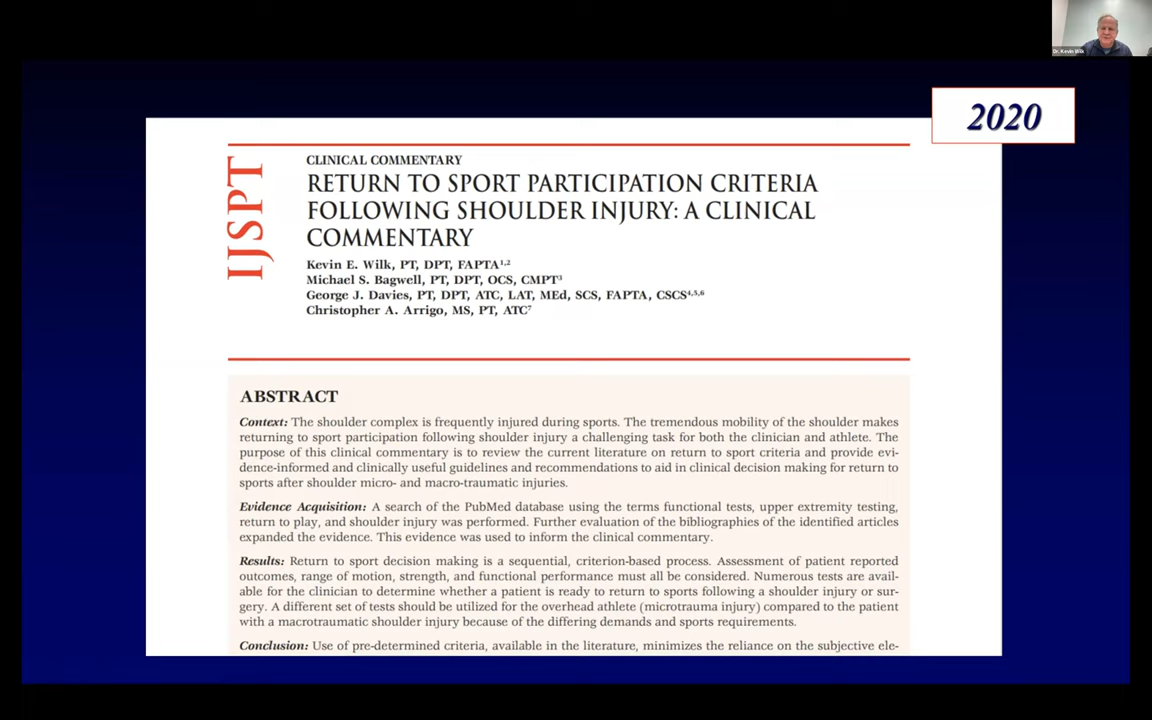 Dr. Kevin Wilk
2020
IJSPT
CLINICAL COMMENTARY
RETURN TO SPORT PARTICIPATION CRITERIA
FOLLOWING SHOULDER INJURY: A CLINICAL
COMMENTARY
Kevin E. Wilk, PT, DPT, FAPTA¹,²
Michael S. Bagwell, PT, DPT, OCS, CMPT³
George J. Davies, PT, DPT, ATC, LAT, MEd, SCS, FAPTA, CSCS⁴,⁵,⁶
Christopher A. Arrigo, MS, PT, ATC⁷
ABSTRACT
Context: The shoulder complex is frequently injured during sports. The tremendous mobility of the shoulder makes
returning to sport participation following shoulder injury a challenging task for both the clinician and athlete. The
purpose of this clinical commentary is to review the current literature on return to sport criteria and provide evi-
dence-informed and clinically useful guidelines and recommendations to aid in clinical decision making for return to
sports after shoulder micro- and macro-traumatic injuries.
Evidence Acquisition: A search of the PubMed database using the terms functional tests, upper extremity testing,
return to play, and shoulder injury was performed. Further evaluation of the bibliographies of the identified articles
expanded the evidence. This evidence was used to inform the clinical commentary.
Results: Return to sport decision making is a sequential, criterion-based process. Assessment of patient reported
outcomes, range of motion, strength, and functional performance must all be considered. Numerous tests are avail-
able for the clinician to determine whether a patient is ready to return to sports following a shoulder injury or sur-
gery. A different set of tests should be utilized for the overhead athlete (microtrauma injury) compared to the patient
with a macrotraumatic shoulder injury because of the differing demands and sports requirements.
Conclusion: Use of pre-determined criteria, available in the literature, minimizes the reliance on the subjective ele-